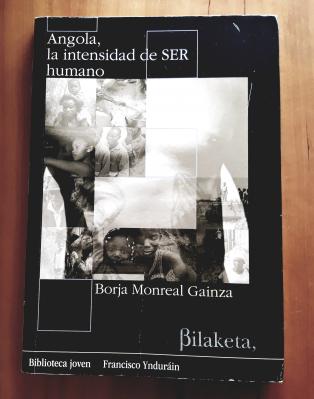 Angola,
la intensidad de SER
humano
Borja Monreal Gainza
βilaketa,
Biblioteca joven Francisco Ynduráin